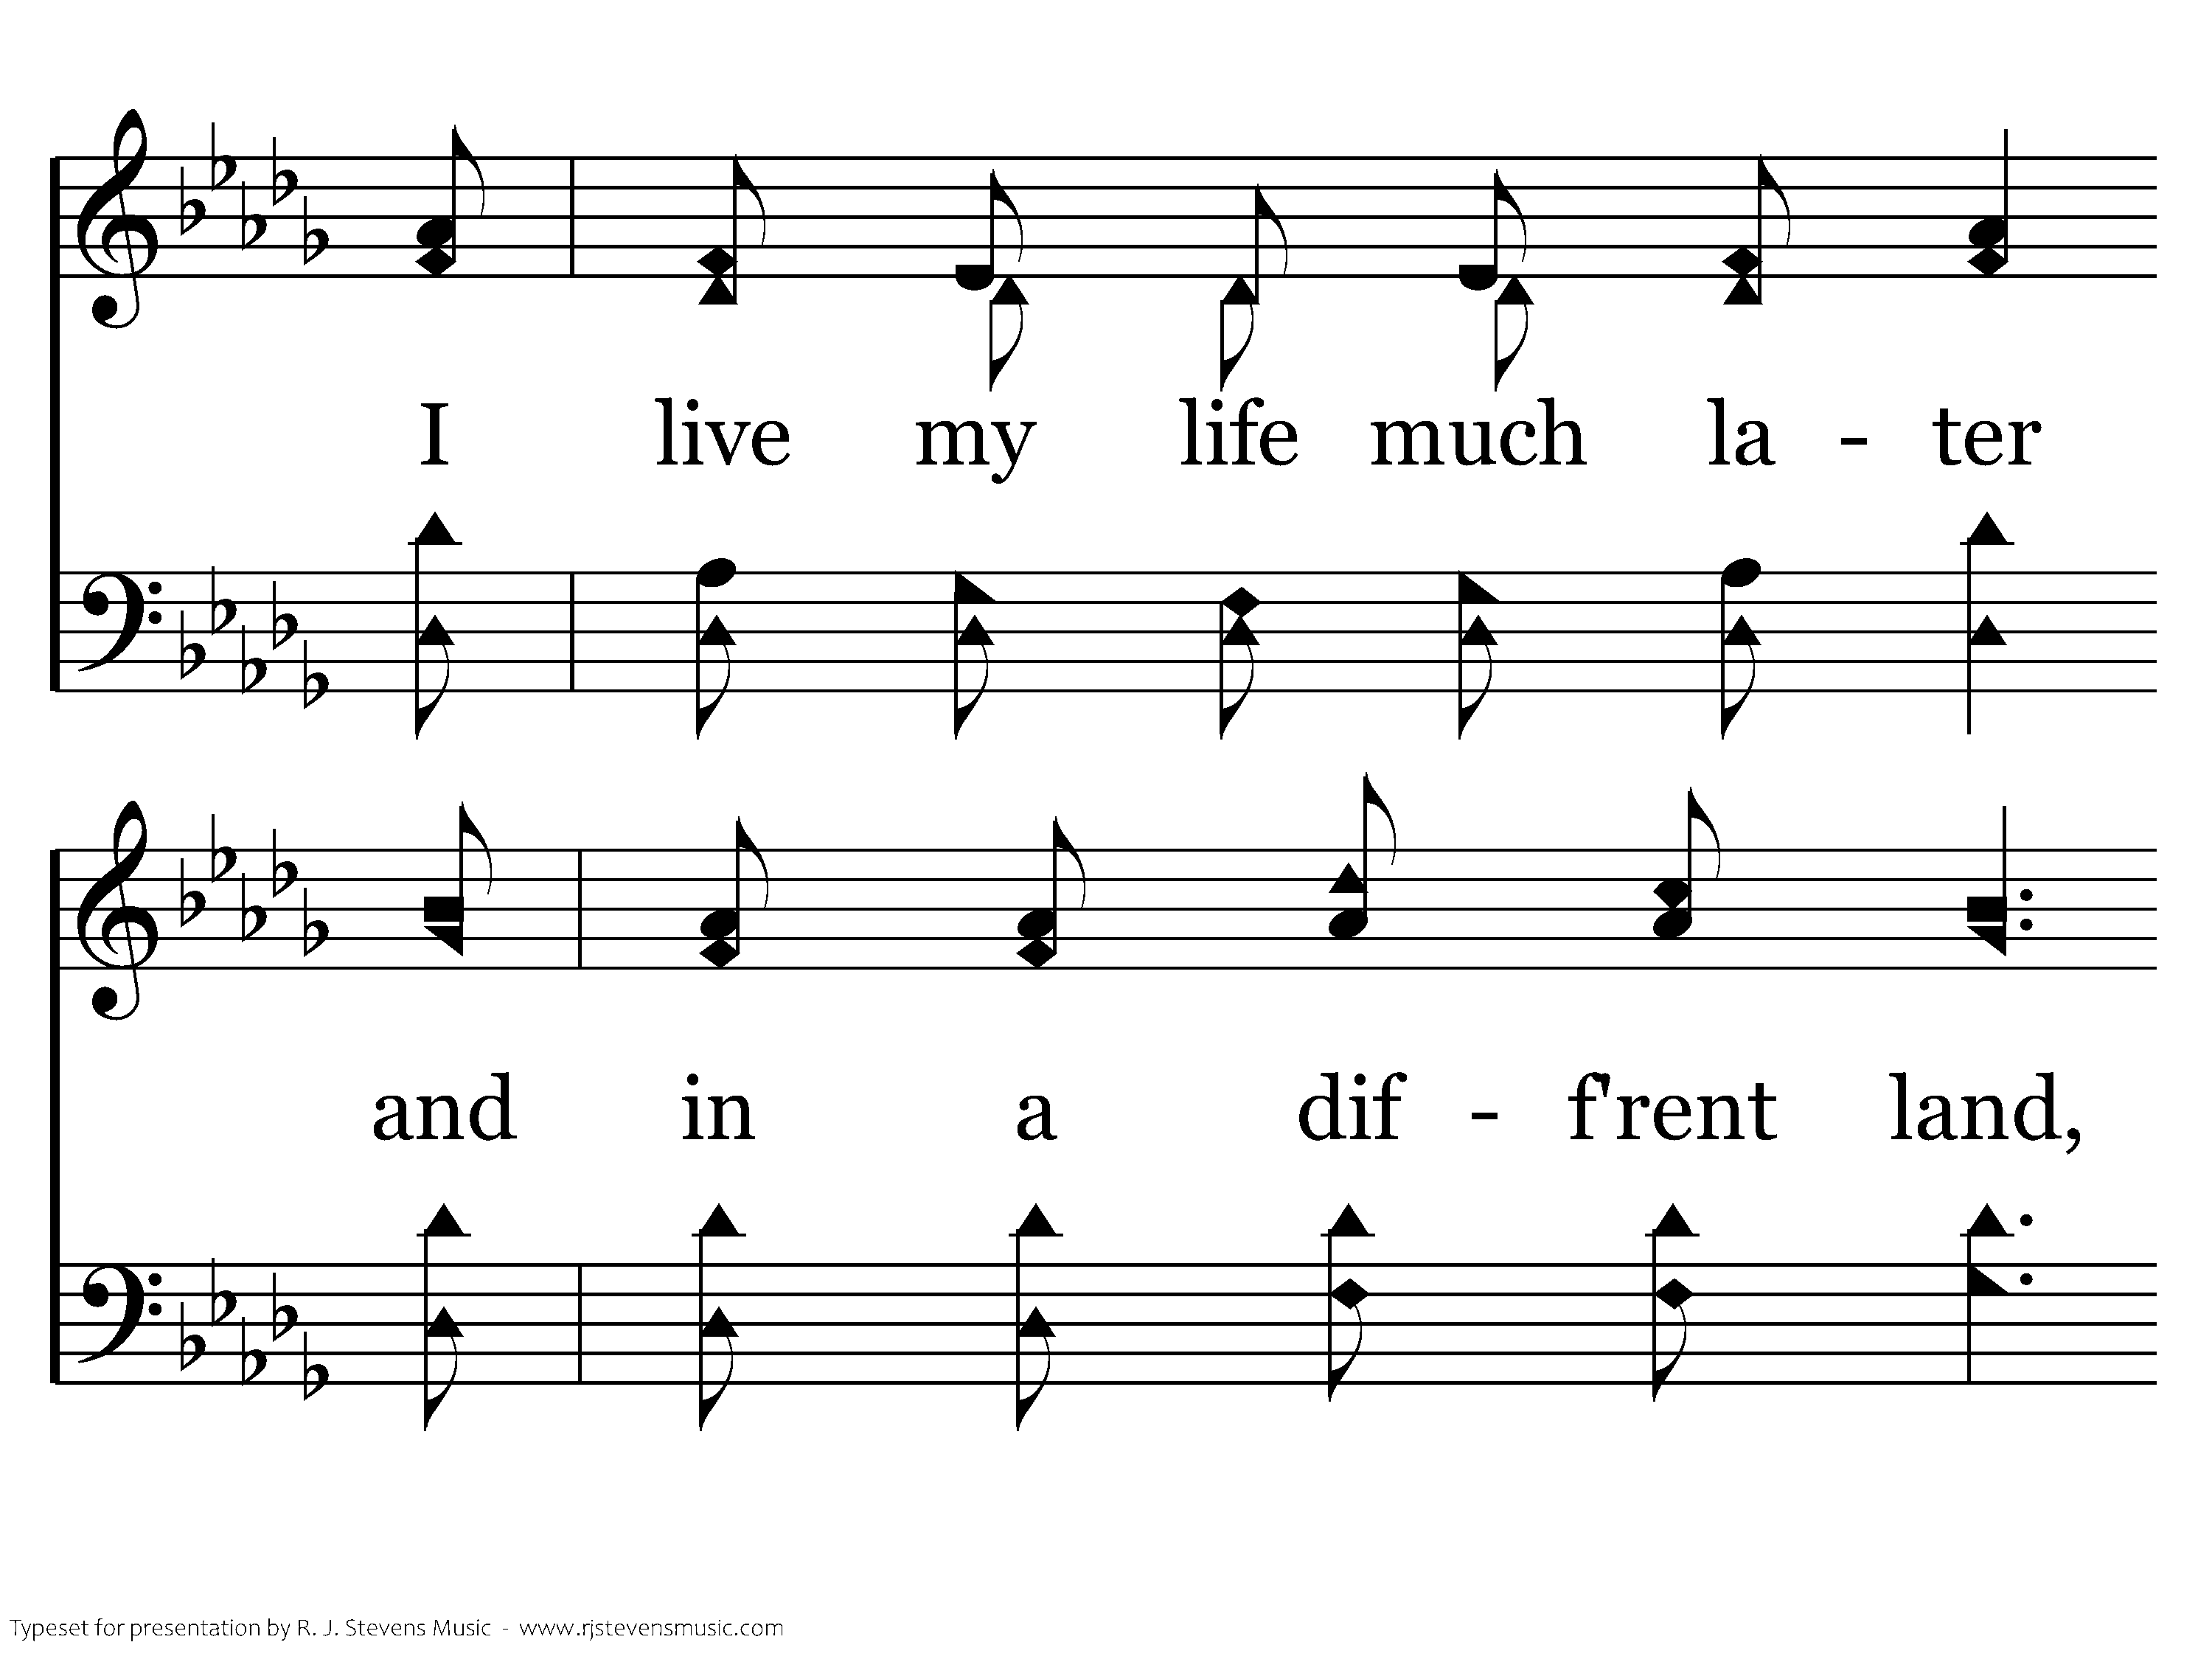 I live my life much la - ter
and in a dif - f'rent land,
Typeset for presentation by R. J. Stevens Music - www.rjstevensmusic.com